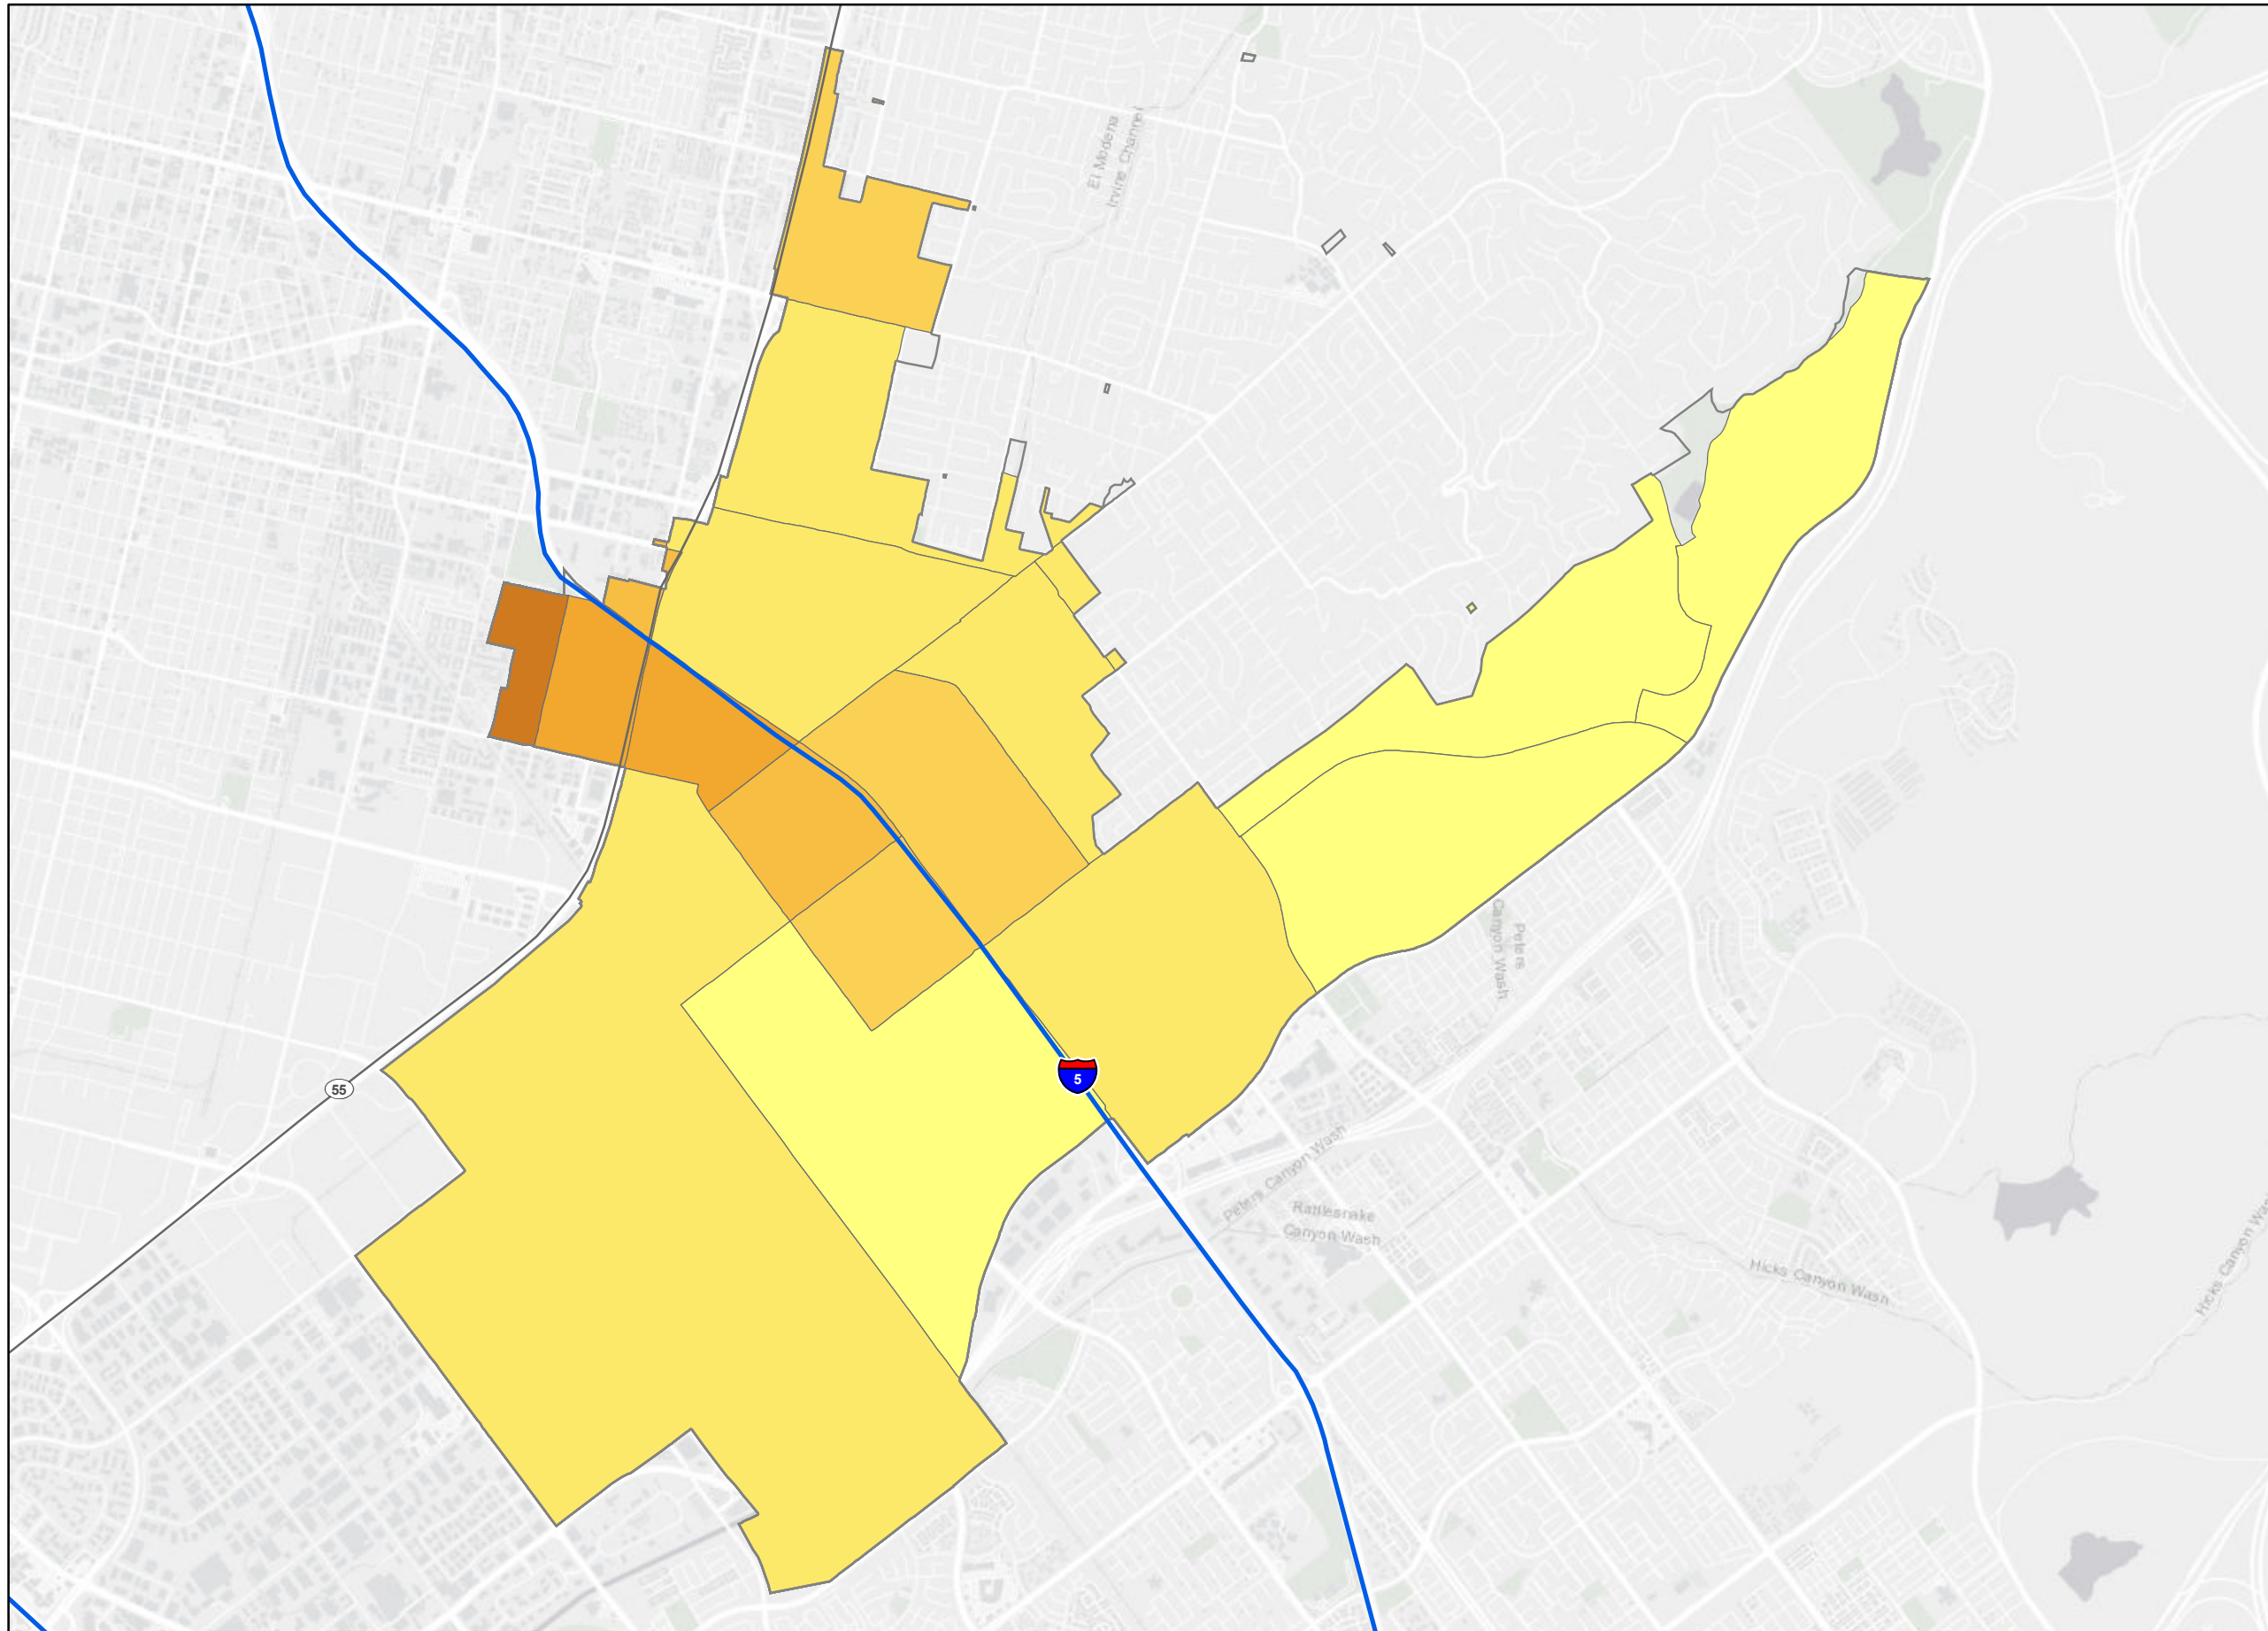 El Modena
Irvine Channel
Peters
Canyon Wash
55
5
Peters Canyon Wash
Rattlesnake
Canyon Wash
Hicks Canyon Wash
Hicks Canyon Was